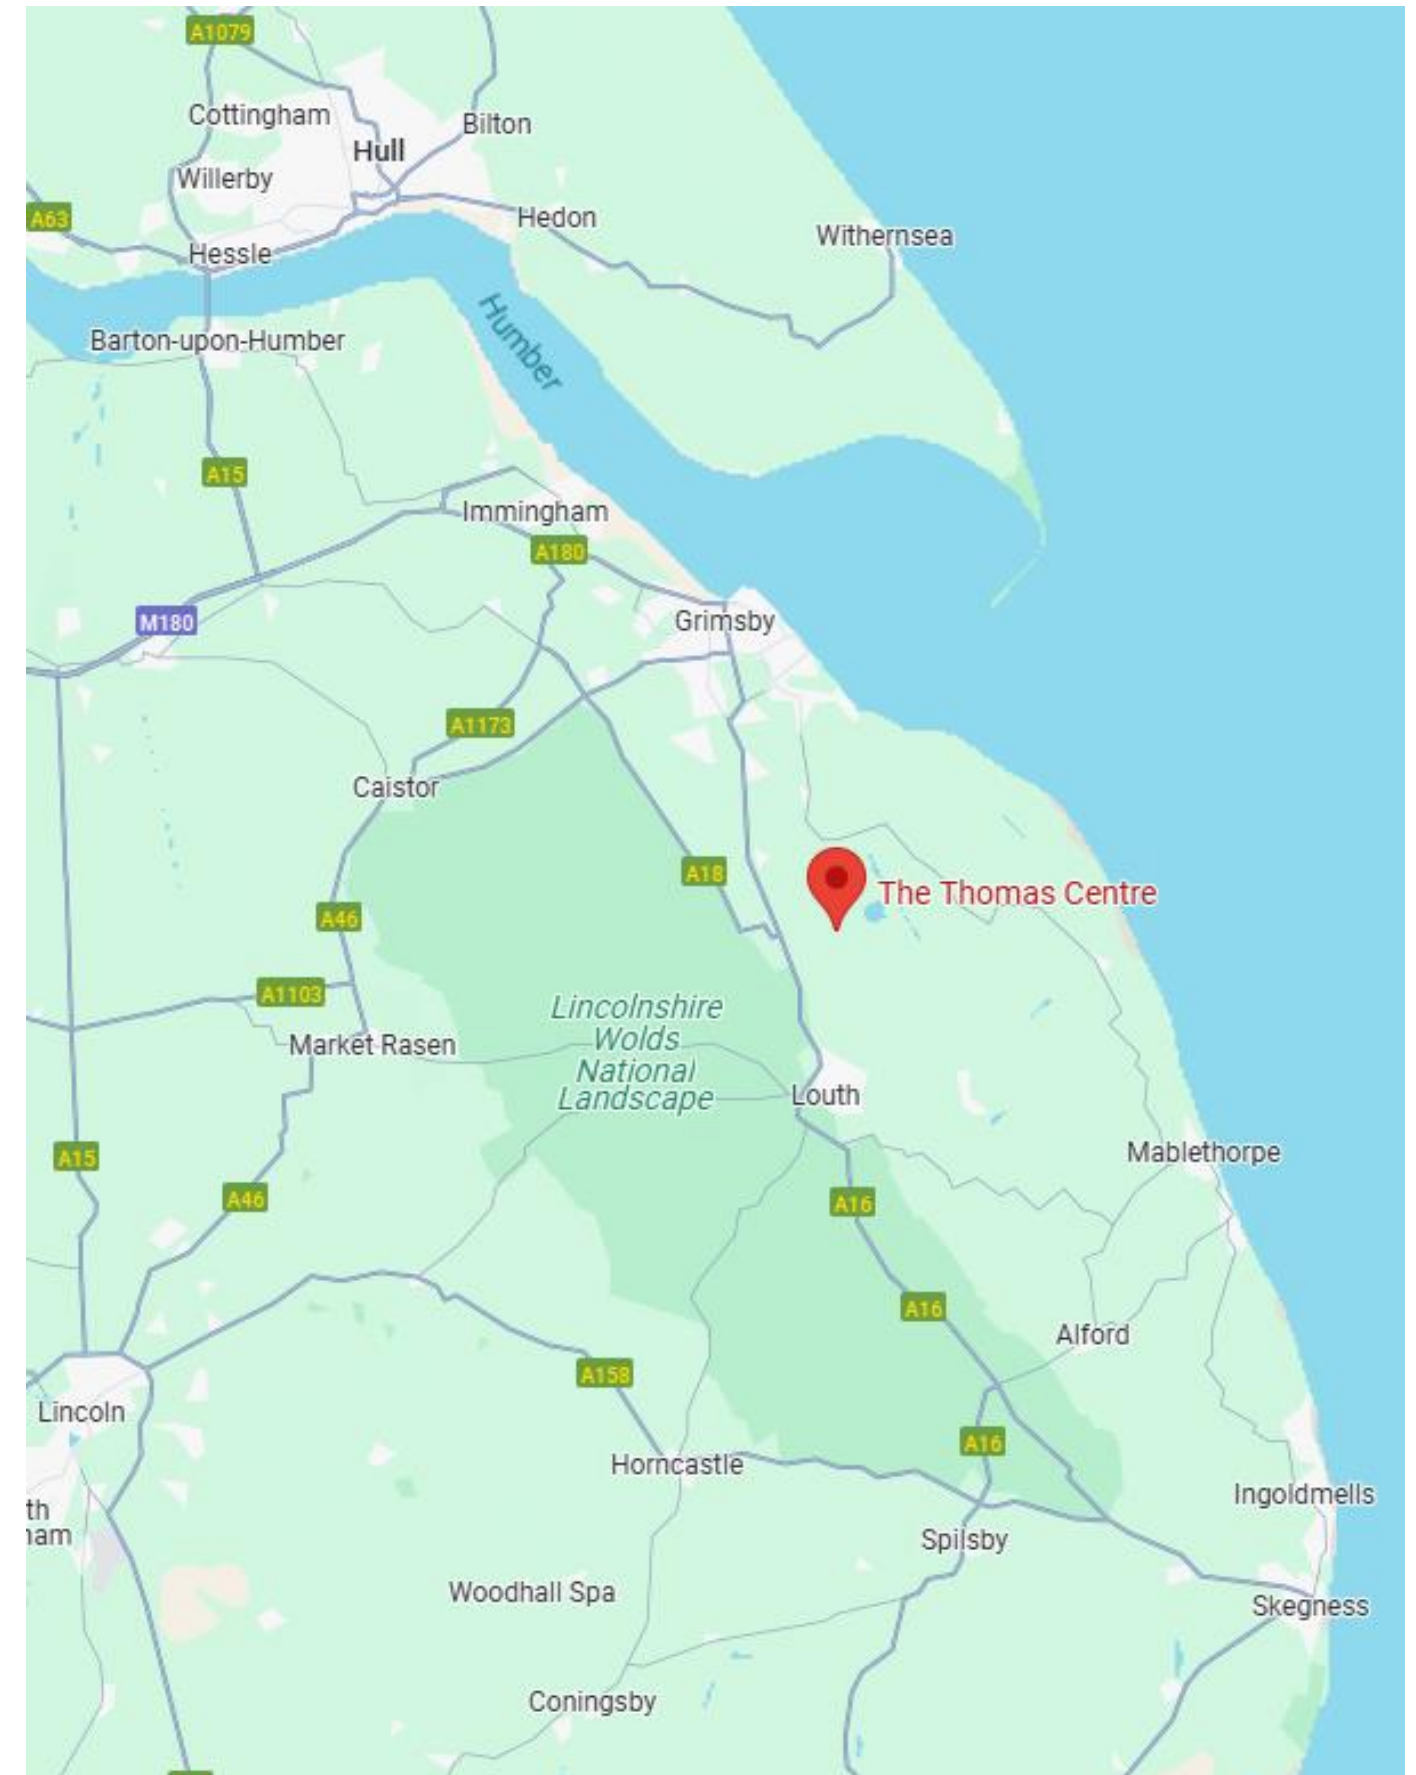 A1079
Cottingham
Bilton
Hull
Willerby
A63
Hedon
Withernsea
Hessle
Humber
Barton-upon-Humber
A15
Immingham
A180
M180
Grimsby
A1173
Caistor
A18
The Thomas Centre
A46
A1103
Lincolnshire
Wolds
National
Landscape
Market Rasen
Louth
Mablethorpe
A15
A46
A16
A16
Alford
A158
Lincoln
A16
Horncastle
Ingoldmells
th
ham
Spilsby
Woodhall Spa
Skegness
Coningsby